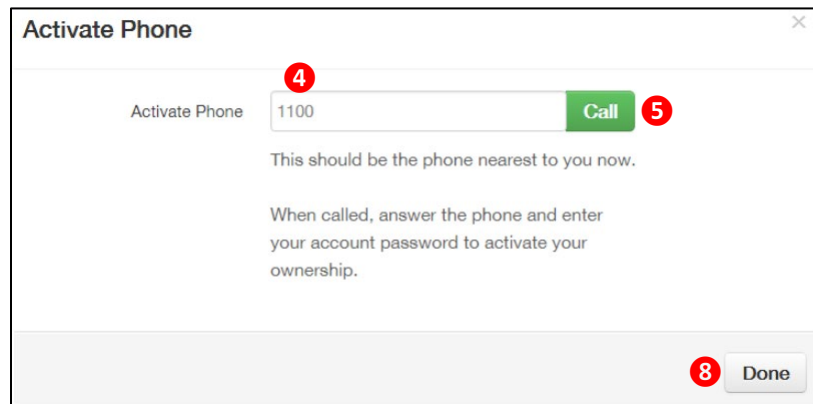 Activate Phone
×
4
Activate Phone 1100 Call 5
This should be the phone nearest to you now.
When called, answer the phone and enter
your account password to activate your
ownership.
8 Done